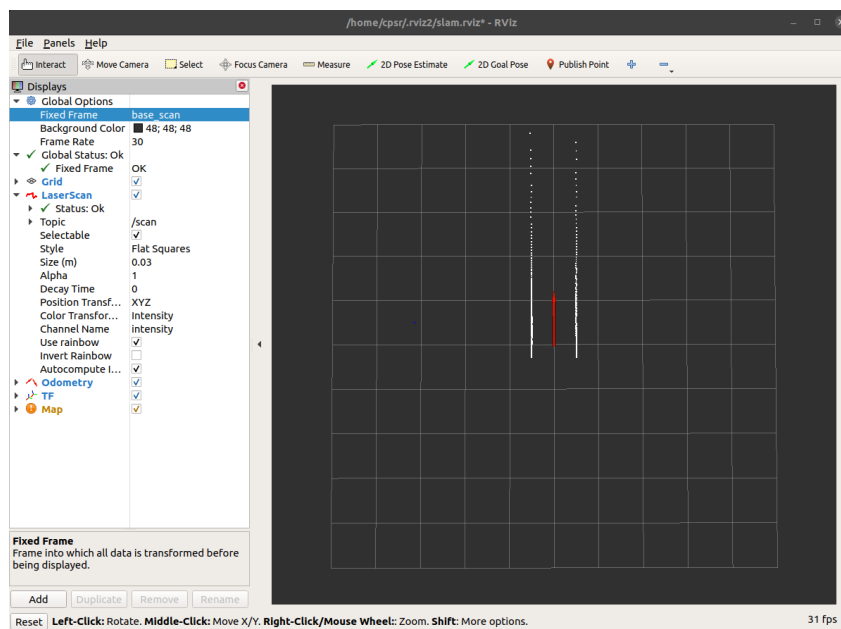 /home/cpsr/.rviz2/slam.rviz* - RViz
File Panels Help
Interact Move Camera Select Focus Camera Measure 2D Pose Estimate 2D Goal Pose Publish Point
Displays
Global Options
Fixed Frame base_scan
Background Color 48; 48; 48
Frame Rate 30
Global Status: Ok
Fixed Frame OK
Grid
LaserScan
Status: Ok
Topic /scan
Selectable
Style Flat Squares
Size (m) 0.03
Alpha 1
Decay Time 0
Position Transf... XYZ
Color Transfor... Intensity
Channel Name intensity
Use rainbow
Invert Rainbow
Autocompute I...
Odometry
TF
Map
Fixed Frame
Frame into which all data is transformed before
being displayed.
Add Duplicate Remove Rename
Reset Left-Click: Rotate. Middle-Click: Move X/Y. Right-Click/Mouse Wheel:: Zoom. Shift: More options. 31 fps